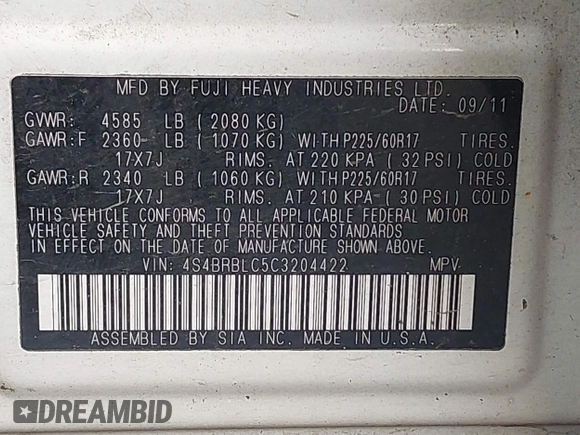 MFD BY FUJI HEAVY INDUSTRIES LTD.
DATE: 09/11
GVWR: 4585 LB (2080 KG)
GAWR:F 2360 LB (1070 KG) WITH P225/60R17 TIRES.
17X7J RIMS. AT 220 KPA (32 PSI) COLD
GAWR:R 2340 LB (1060 KG) WITH P225/60R17 TIRES.
17X7J RIMS. AT 210 KPA (30 PSI) COLD
THIS VEHICLE CONFORMS TO ALL APPLICABLE FEDERAL MOTOR
VEHICLE SAFETY AND THEFT PREVENTION STANDARDS
IN EFFECT ON THE DATE OF MANUFACTURE SHOWN ABOVE.
VIN: 4S4BRBLC5C3204422 MPV
ASSEMBLED BY SIA INC. MADE IN U.S.A.
DREAMBID